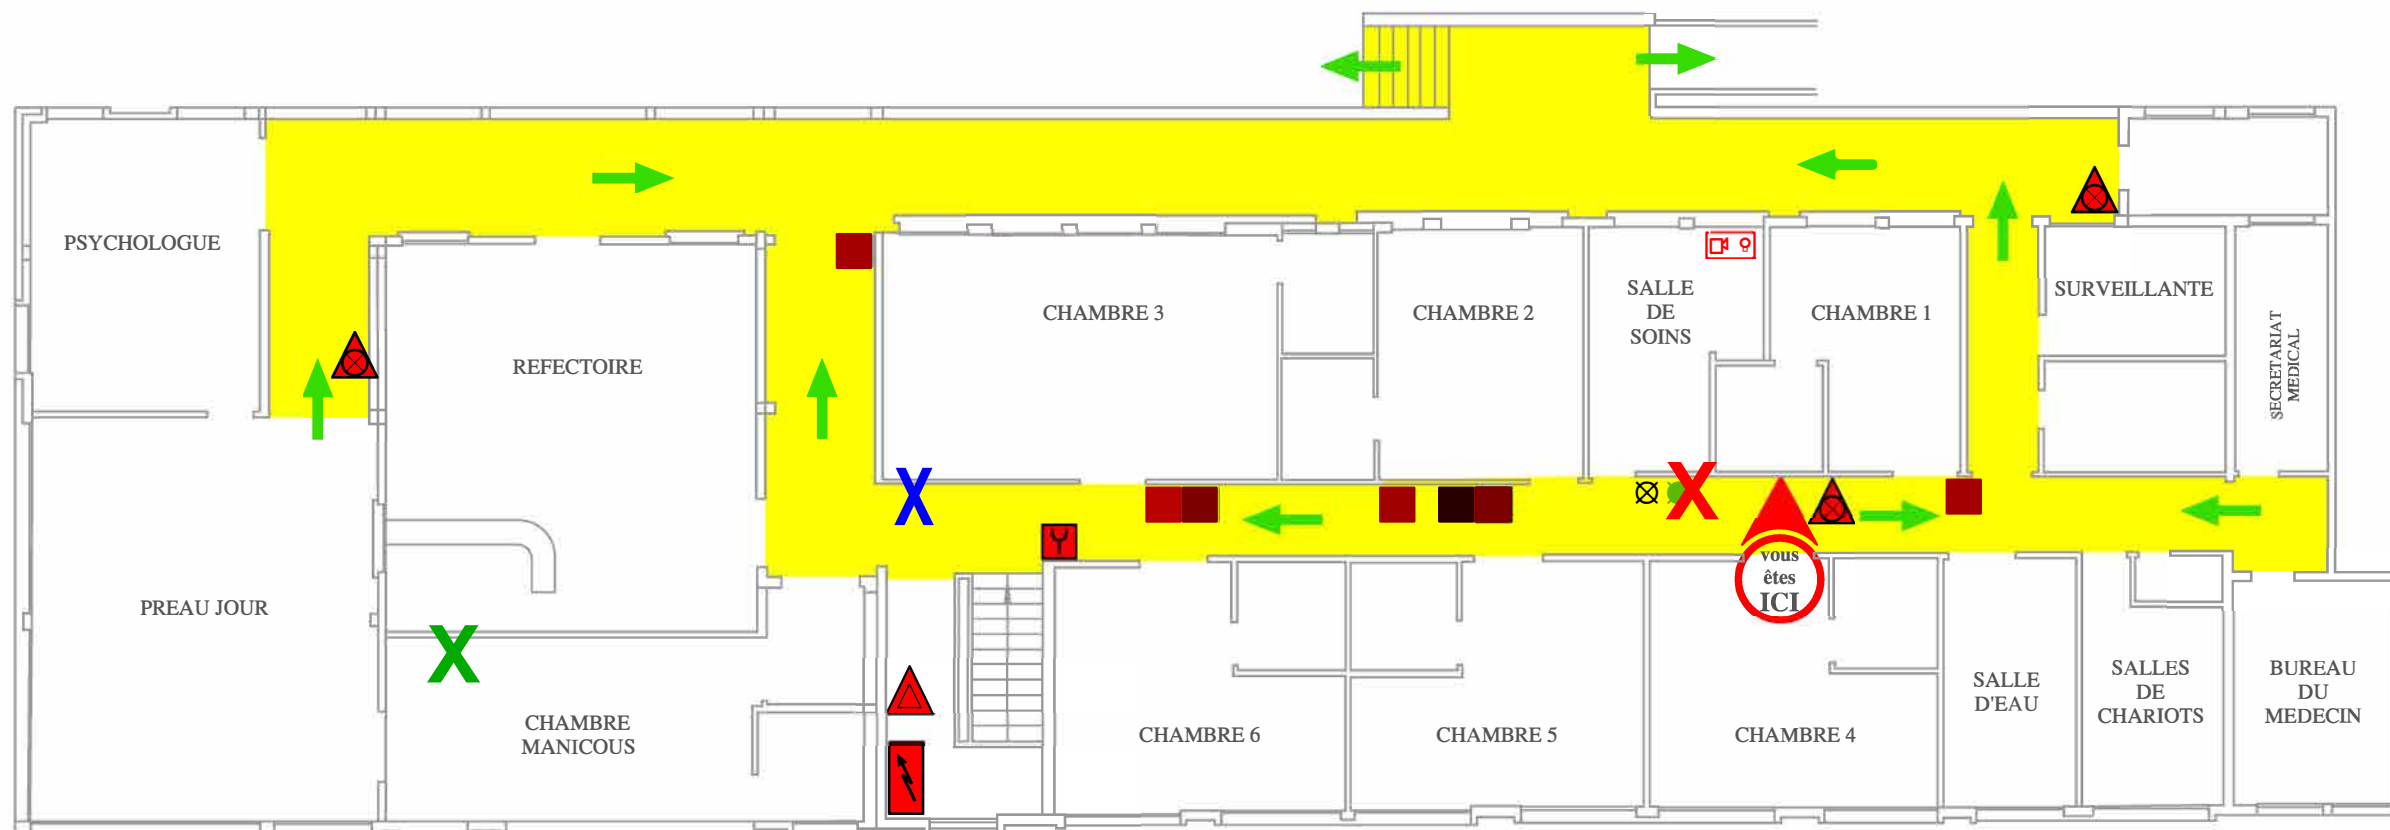 PSYCHOLOGUE
REFECTOIRE
CHAMBRE 3
CHAMBRE 2
SALLE
DE
SOINS
CHAMBRE 1
SURVEILLANTE
SECRETARIAT
MEDICAL
X
X
vous
êtes
ICI
PREAU JOUR
X
CHAMBRE
MANICOUS
CHAMBRE 6
CHAMBRE 5
CHAMBRE 4
SALLE
D'EAU
SALLES
DE
CHARIOTS
BUREAU
DU
MEDECIN